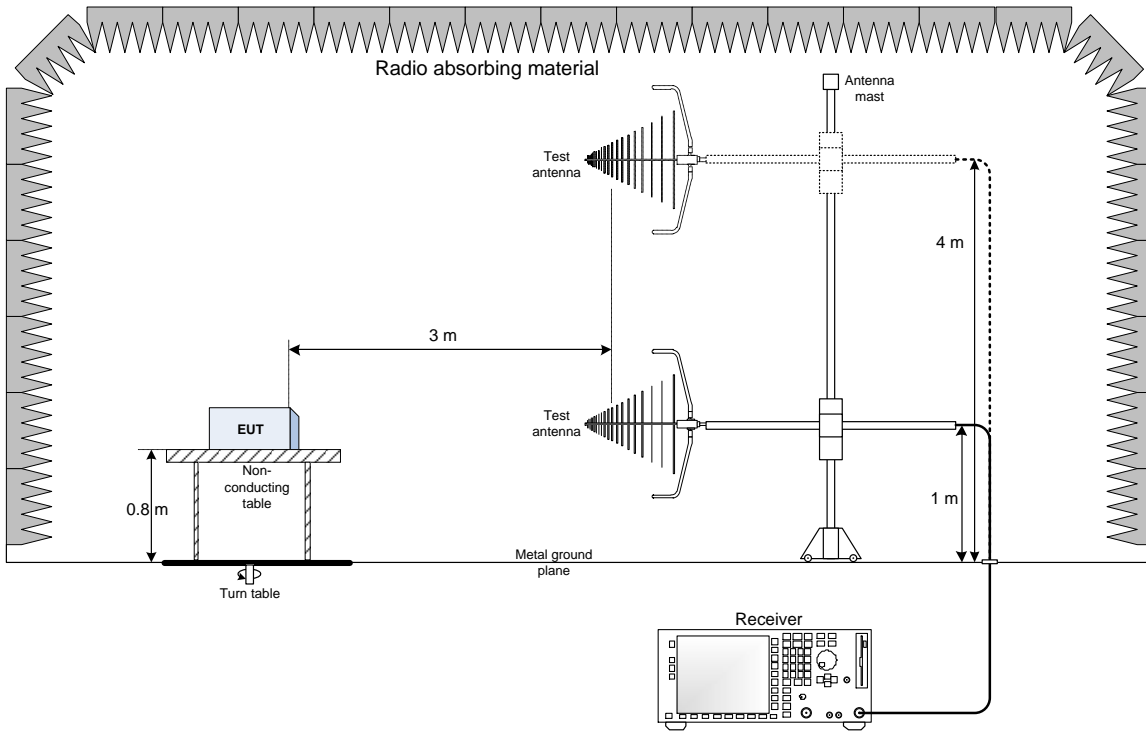 Radio absorbing material
Antenna
mast
Test
antenna
4 m
3 m
Test
antenna
EUT
Non-
conducting
table
0.8 m
1 m
Metal ground
plane
Turn table
Receiver